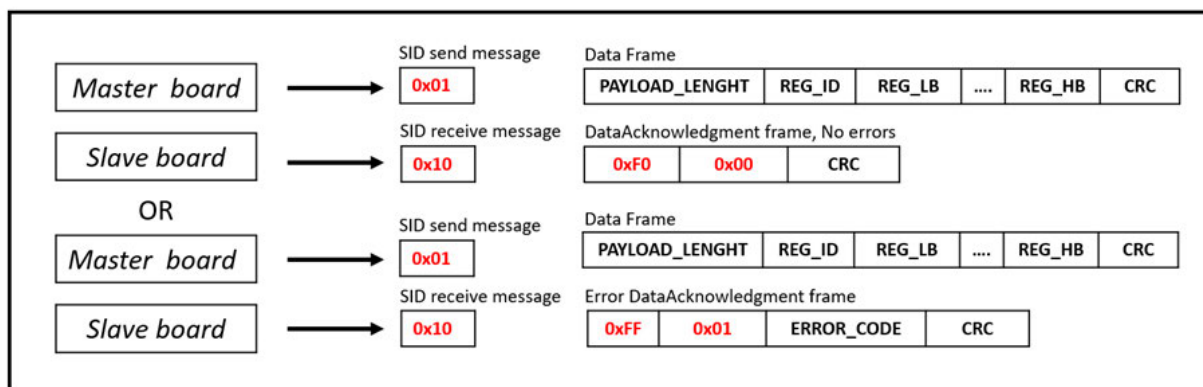 SID send message Data Frame
Master board 0x01 PAYLOAD_LENGHT REG_ID REG_LB .... REG_HB CRC
SID receive message DataAcknowledgment frame, No errors
Slave board 0x10 0xF0 0x00 CRC
OR
SID send message Data Frame
Master board 0x01 PAYLOAD_LENGHT REG_ID REG_LB .... REG_HB CRC
SID receive message Error DataAcknowledgment frame
Slave board 0x10 0xFF 0x01 ERROR_CODE CRC